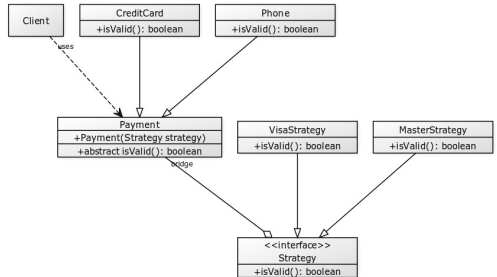 Client
CreditCard
+isValid(): boolean
Phone
+isValid(): boolean
uses
Payment
+Payment(Strategy strategy)
+abstract isValid(): boolean
bridge
VisaStrategy
+isValid(): boolean
MasterStrategy
+isValid(): boolean
<<interface>>
Strategy
+isValid(): boolean